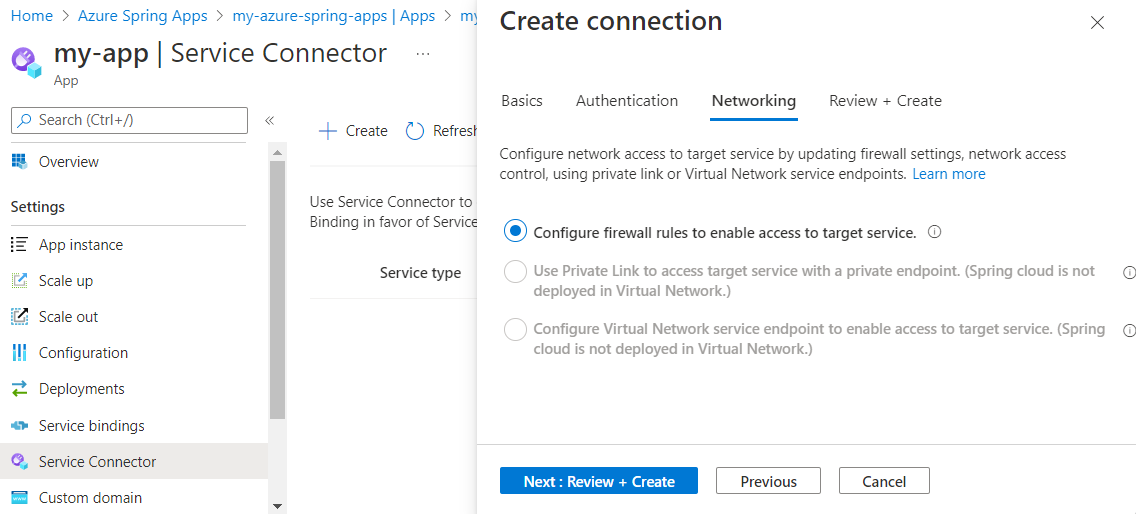 Home > Azure Spring Apps > my-azure-spring-apps | Apps > my
my-app | Service Connector ...
App
Search (Ctrl+/)
Overview
Settings
App instance
Scale up
Scale out
Configuration
Deployments
Service bindings
Service Connector
Custom domain
Create Refresh
Use Service Connector to
Binding in favor of Service
Service type
Create connection
Basics Authentication Networking Review + Create
Configure network access to target service by updating firewall settings, network access
control, using private link or Virtual Network service endpoints. Learn more
Configure firewall rules to enable access to target service.
Use Private Link to access target service with a private endpoint. (Spring cloud is not
deployed in Virtual Network.)
Configure Virtual Network service endpoint to enable access to target service. (Spring
cloud is not deployed in Virtual Network.)
Next : Review + Create Previous Cancel